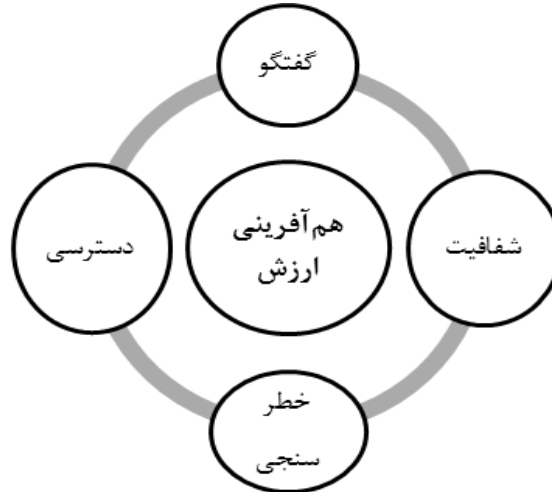 گفتگو
شفافیت
هم‌آفرینی
ارزش
دسترسی
خطر
سنجی